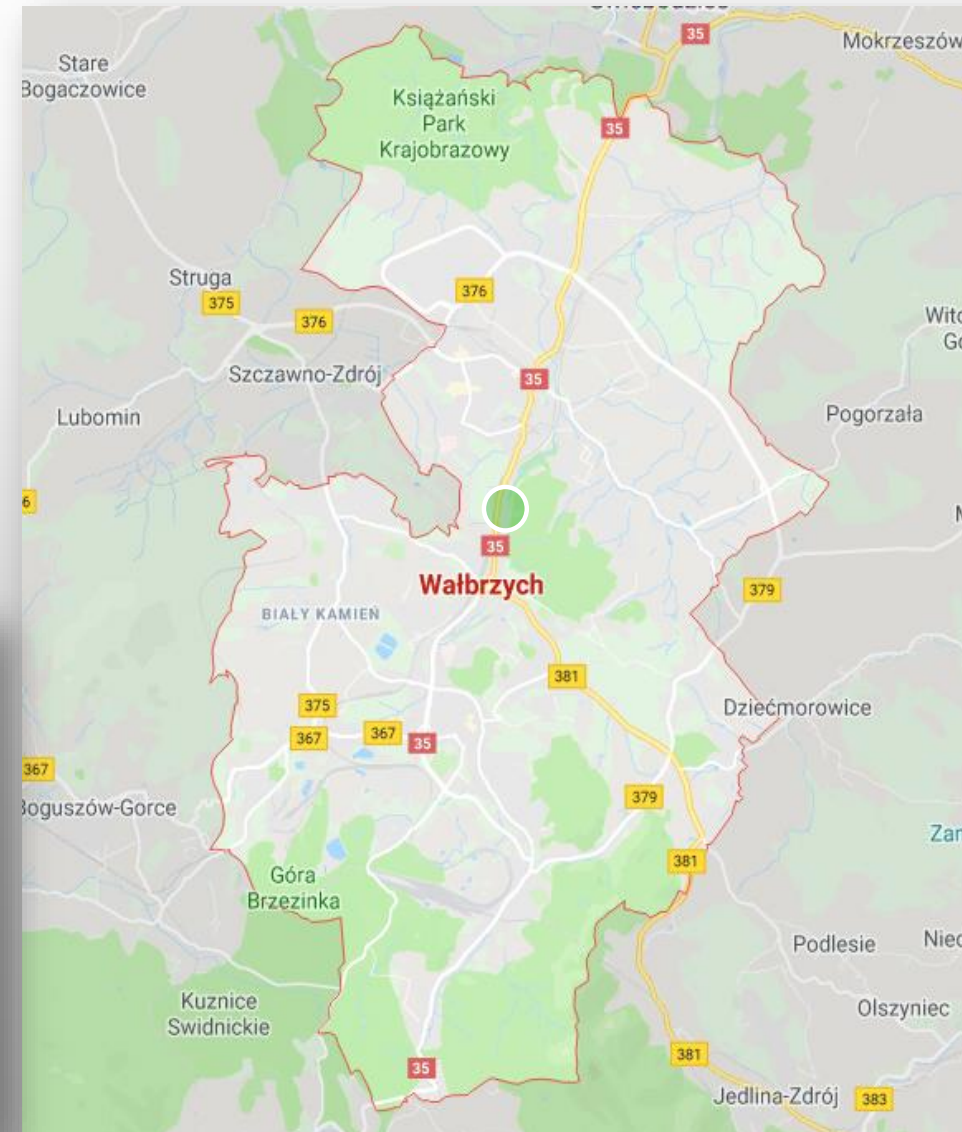 35
Mokrzeszów
Stare
Bogaczowice
Książański
Park
Krajobrazowy
35
Struga
375
376
376
35
Szczawno-Zdrój
Lubomin
Pogorzała
35
Wałbrzych
BIAŁY KAMIEŃ
379
381
375
Dziećmorowice
367
367
35
367
379
Boguszów-Gorce
381
Góra
Brzezinka
Podlesie
Kuznice
Swidnickie
Olszyniec
35
381
Jedlina-Zdrój
383